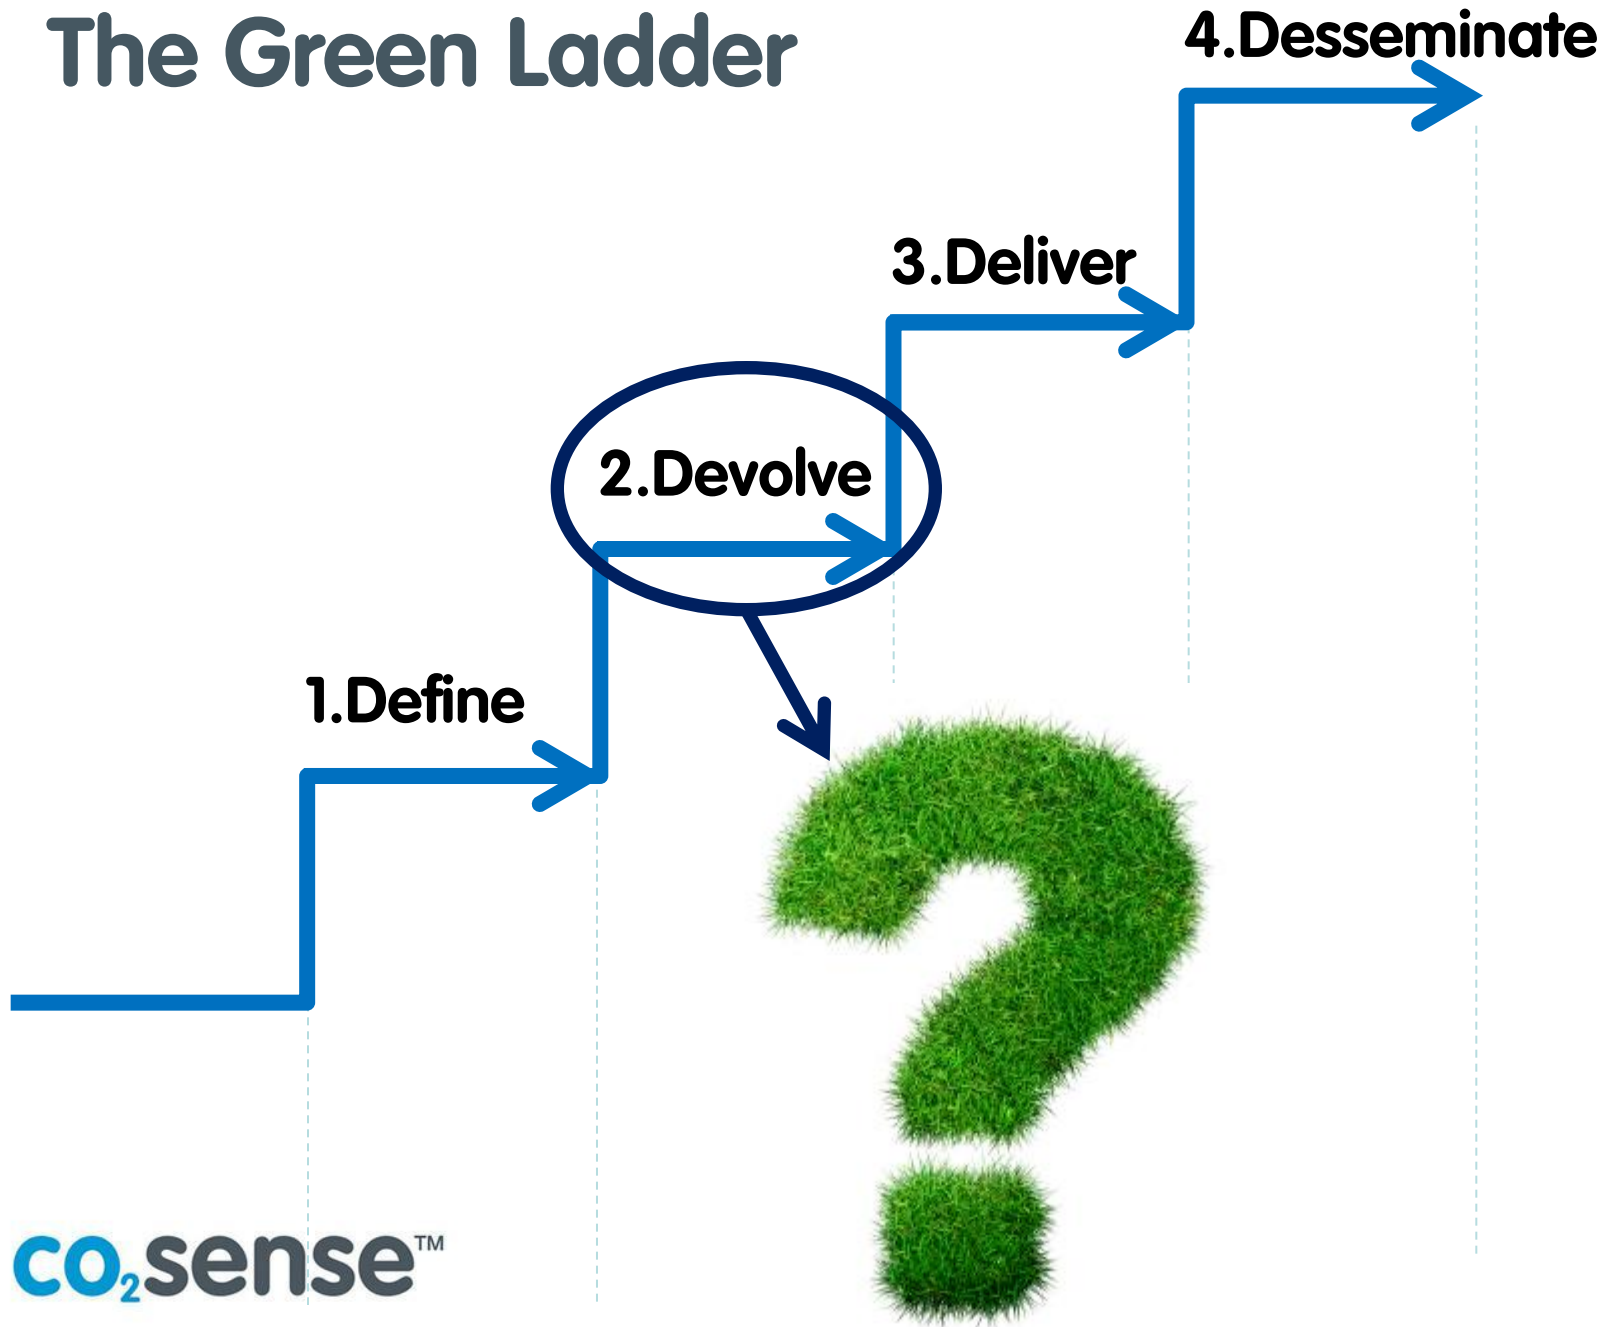 The Green Ladder
4.Desseminate
3.Deliver
2.Devolve
1.Define
co₂sense™